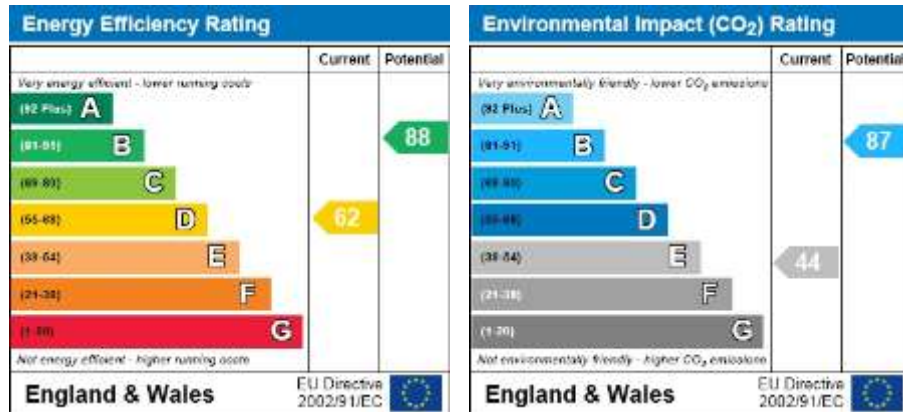 Energy Efficiency Rating
Current Potential
Very energy efficient - lower running costs
(92 Plus) A
(81-91) B
88
(69-80) C
(55-68) D
62
(39-54) E
(21-38) F
(1-20) G
Not energy efficient - higher running costs
England & Wales
EU Directive
2002/91/EC
Environmental Impact (CO2) Rating
Current Potential
Very environmentally friendly - lower CO2 emissions
(92 Plus) A
(81-91) B
87
(69-80) C
(55-68) D
(39-54) E
44
(21-38) F
(1-20) G
Not environmentally friendly - higher CO2 emissions
England & Wales
EU Directive
2002/91/EC